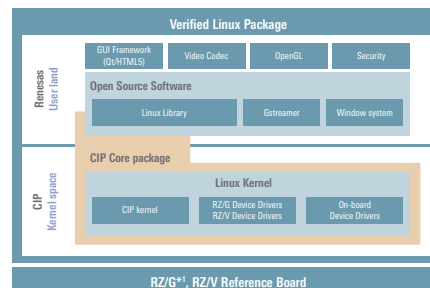 Verified Linux Package
Renesas
User land
GUI Framework
(Qt/HTML5)
Video Codec
OpenGL
Security
Open Source Software
Linux Library
Gstreamer
Window system
CIP
Kernel space
CIP Core package
Linux Kernel
CIP kernel
RZ/G Device Drivers
RZ/V Device Drivers
On-board
Device Drivers
RZ/G*1, RZ/V Reference Board